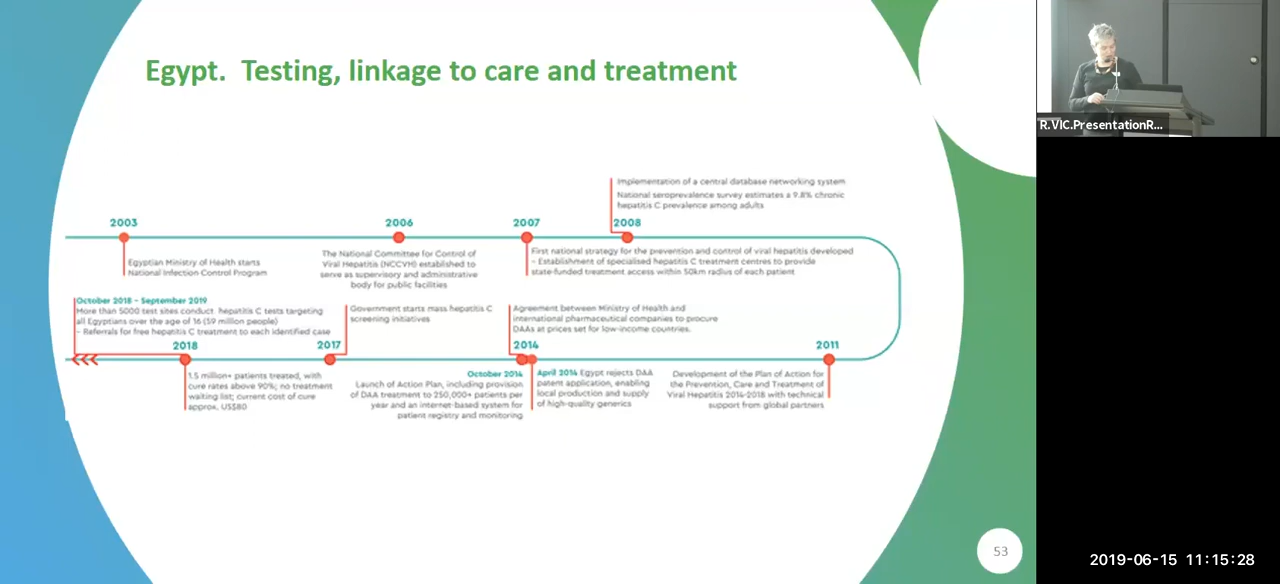 Egypt.  Testing, linkage to care and treatment
R.VIC.PresentationR...
Implementation of a central database networking system
National seroprevalence survey estimates a 9.8% chronic
hepatitis C prevalence among adults
2003
2006
2007
2008
Egyptian Ministry of Health starts
National Infection Control Program
The National Committee for Control of
Viral Hepatitis (NCCVH) established to
serve as supervisory and administrative
body for public facilities
First national strategy for the prevention and control of viral hepatitis developed
- Establishment of specialised hepatitis C treatment centres to provide
state-funded treatment access within 50km radius of each patient
October 2018 - September 2019
More than 5000 test sites conduct hepatitis C tests targeting
all Egyptians over the age of 16 (59 million people)
- Referrals for free hepatitis C treatment to each identified case
Government starts mass hepatitis C
screening initiatives
Agreement between Ministry of Health and
international pharmaceutical companies to procure
DAAs at prices set for low-income countries.
2018
2017
2014
2011
1.5 million+ patients treated, with
cure rates above 90%; no treatment
waiting list; current cost of cure
approx. US$80
October 2014
Launch of Action Plan, including provision
of DAA treatment to 250,000+ patients per
year and an internet-based system for
patient registry and monitoring
April 2014 Egypt rejects DAA
patent application, enabling
local production and supply
of high-quality generics
Development of the Plan of Action for
the Prevention, Care and Treatment of
Viral Hepatitis 2014-2018 with technical
support from global partners
53
2019-06-15 11:15:28